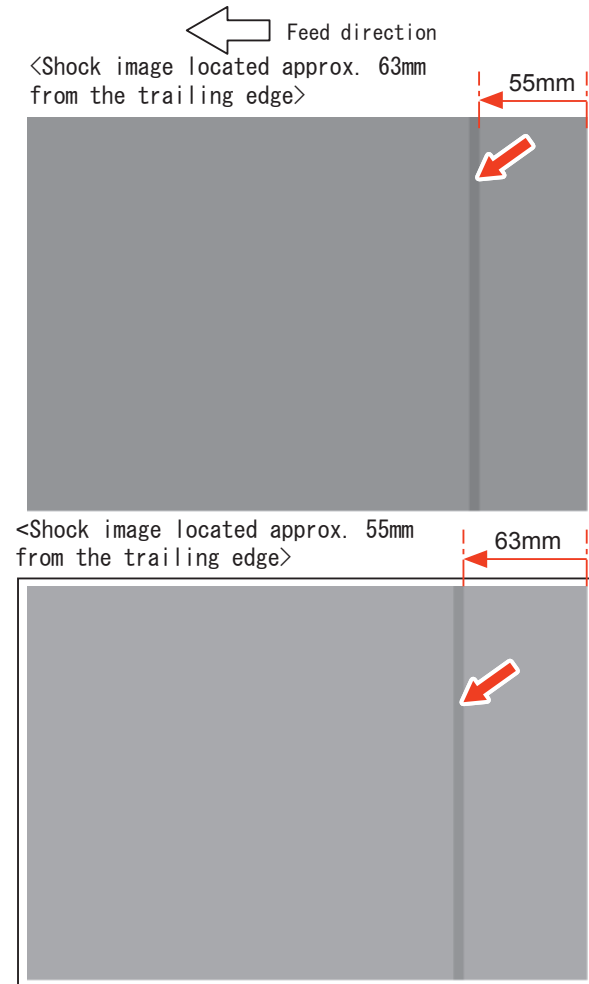 Feed direction
<Shock image located approx. 63mm
from the trailing edge>
55mm
<Shock image located approx. 55mm
from the trailing edge>
63mm